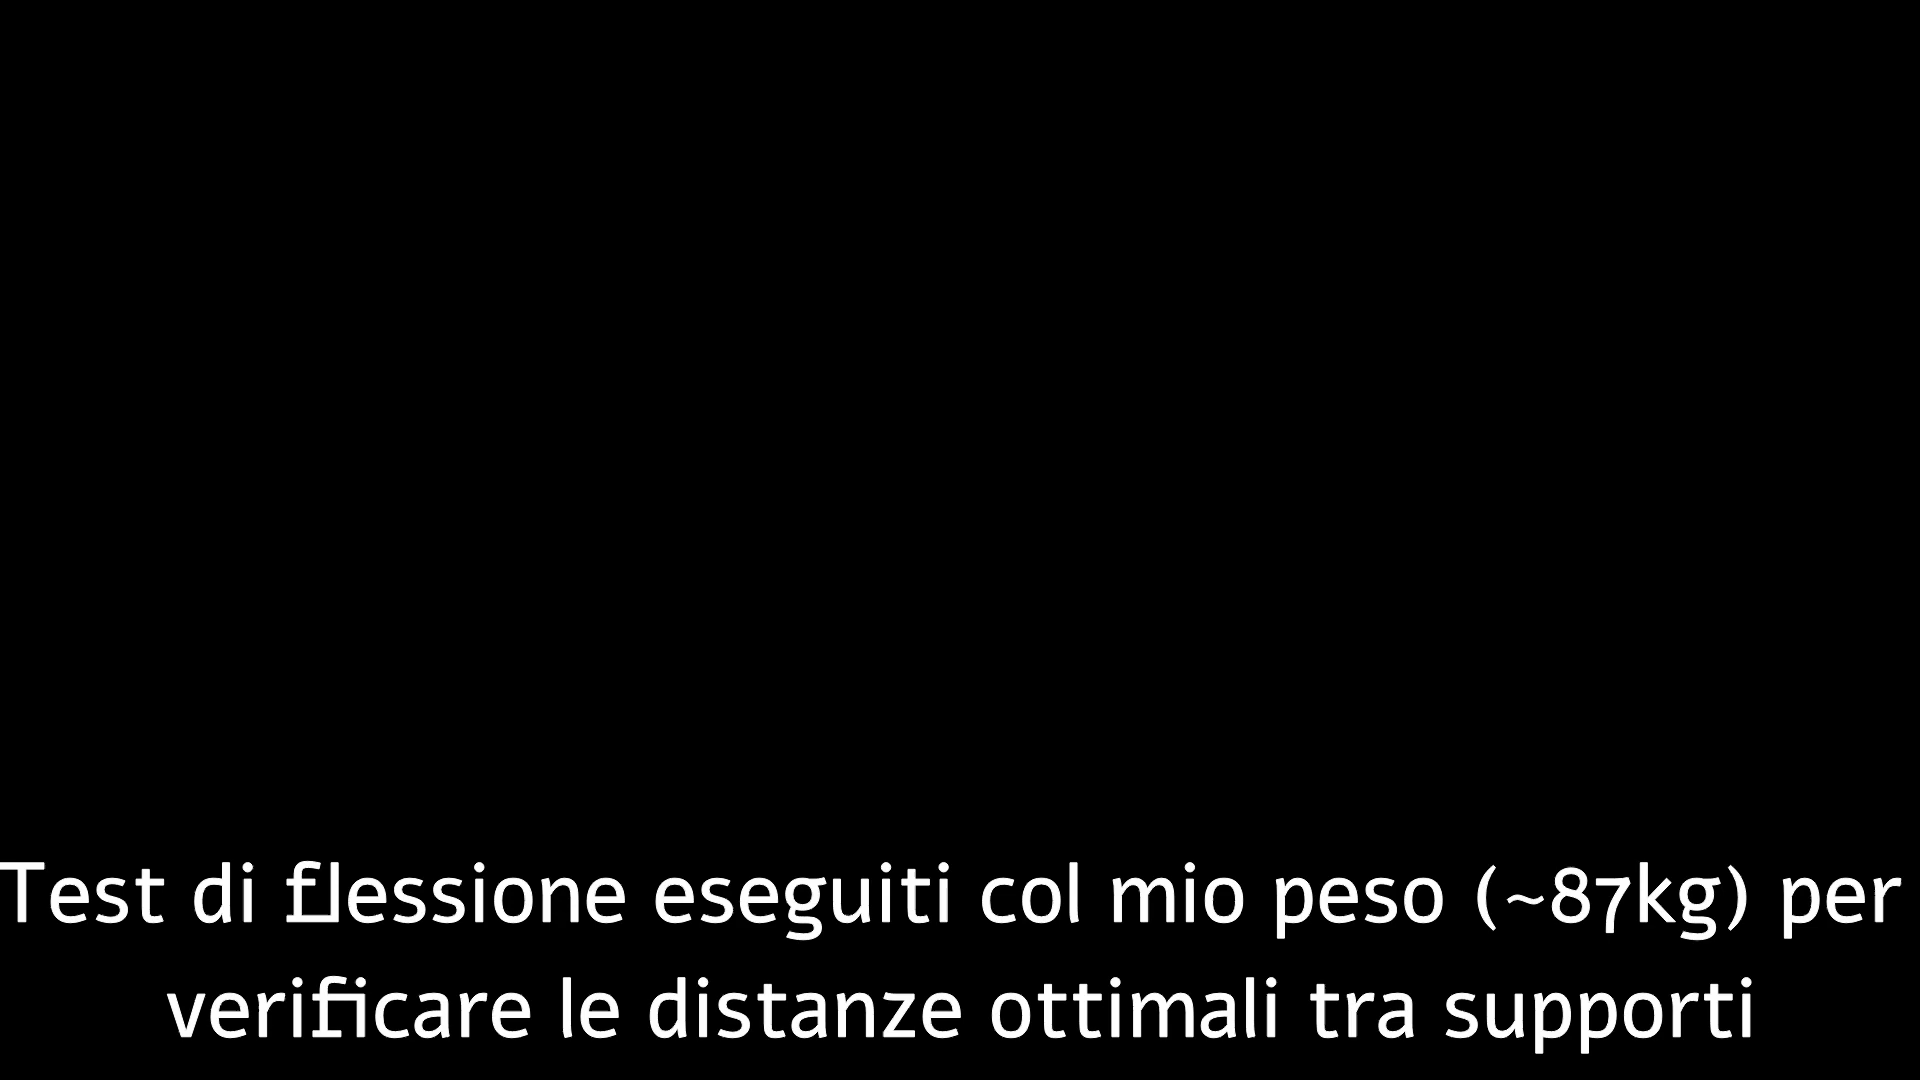 Test di flessione eseguiti col mio peso (~87kg) per
verificare le distanze ottimali tra supporti